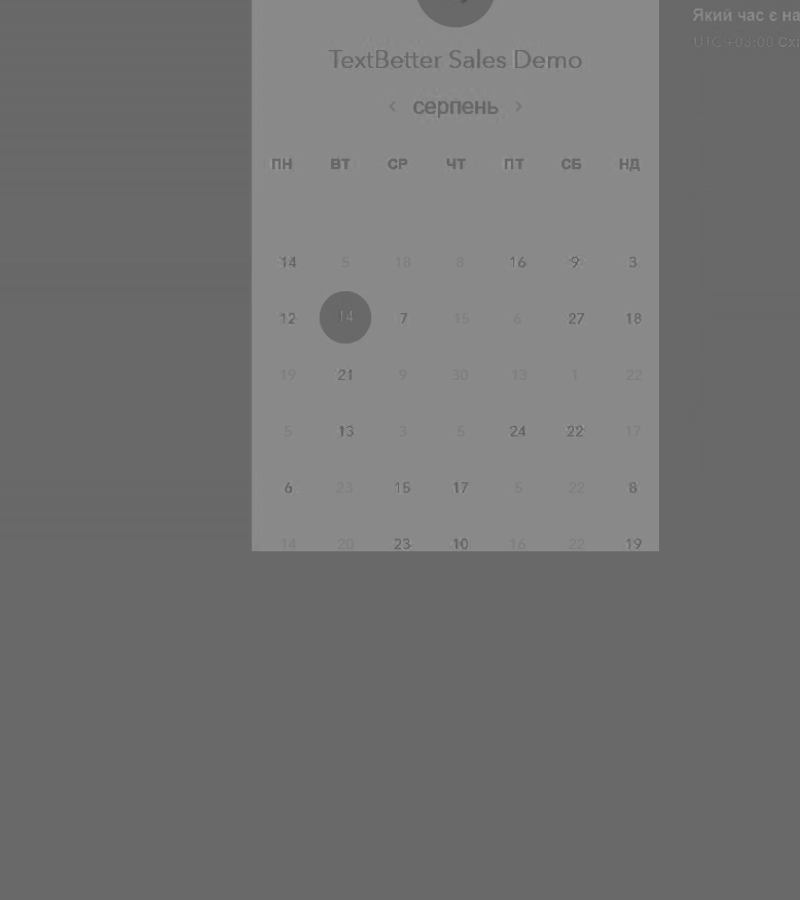 Який час є на
UTC +03:00 Схі
TextBetter Sales Demo
‹ серпень ›
ПН ВТ СР ЧТ ПТ СБ НД
14 5 18 8 16 9 3
12 14 7 15 6 27 18
19 21 9 30 13 1 22
5 13 3 5 24 22 17
6 23 15 17 5 22 8
14 20 23 10 16 22 19